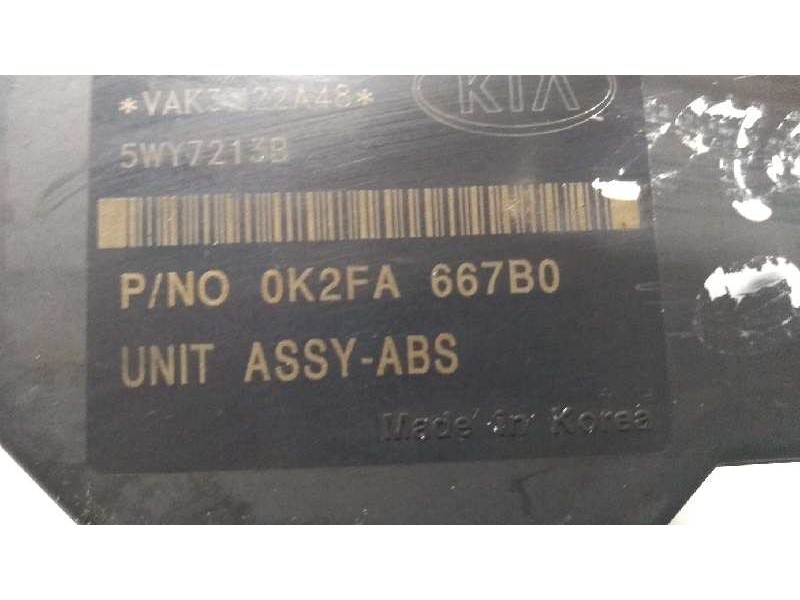 KIA
5WY7213B
P/NO 0K2FA 667B0
UNIT ASSY-ABS
Made in Korea